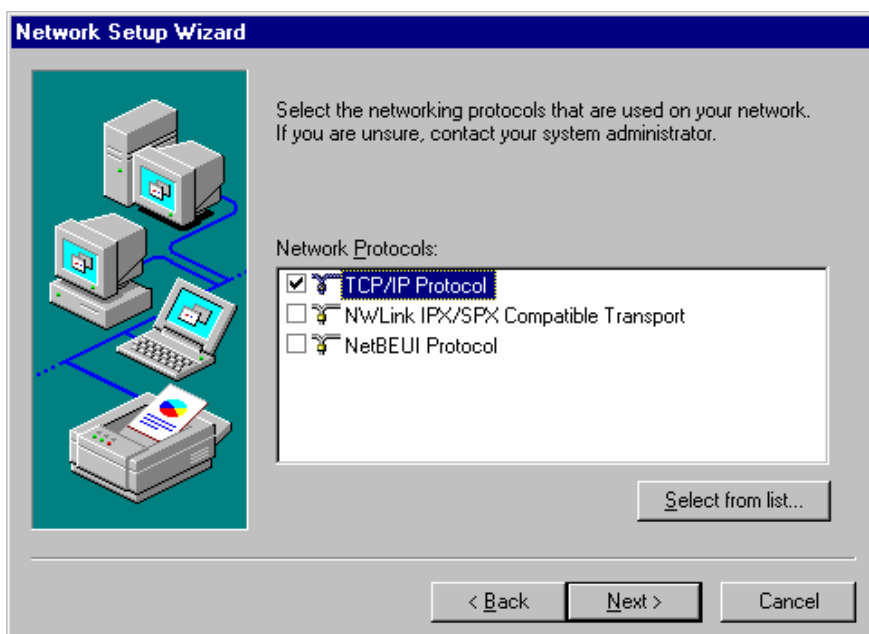 Network Setup Wizard
Select the networking protocols that are used on your network.
If you are unsure, contact your system administrator.
Network Protocols:
TCP/IP Protocol
NWLink IPX/SPX Compatible Transport
NetBEUI Protocol
Select from list...
< Back
Next >
Cancel